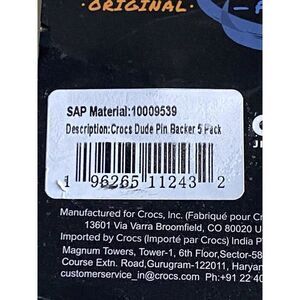 ORIGINAL
SAP Material:10009539
Description:Crocs Dude Pin Backer 5 Pack
1 96265 11243 2
Manufactured for Crocs, Inc. (Fabriqué pour Cr
13601 Via Varra Broomfield, CO 80020 U
Imported by Crocs (Importé par Crocs) India P
Magnum Towers, Tower-1, 6th Floor,Sector-58
Course Extn. Road,Gurugram-122011, Haryan
customerservice_in@crocs.com Ph:+91 22 40